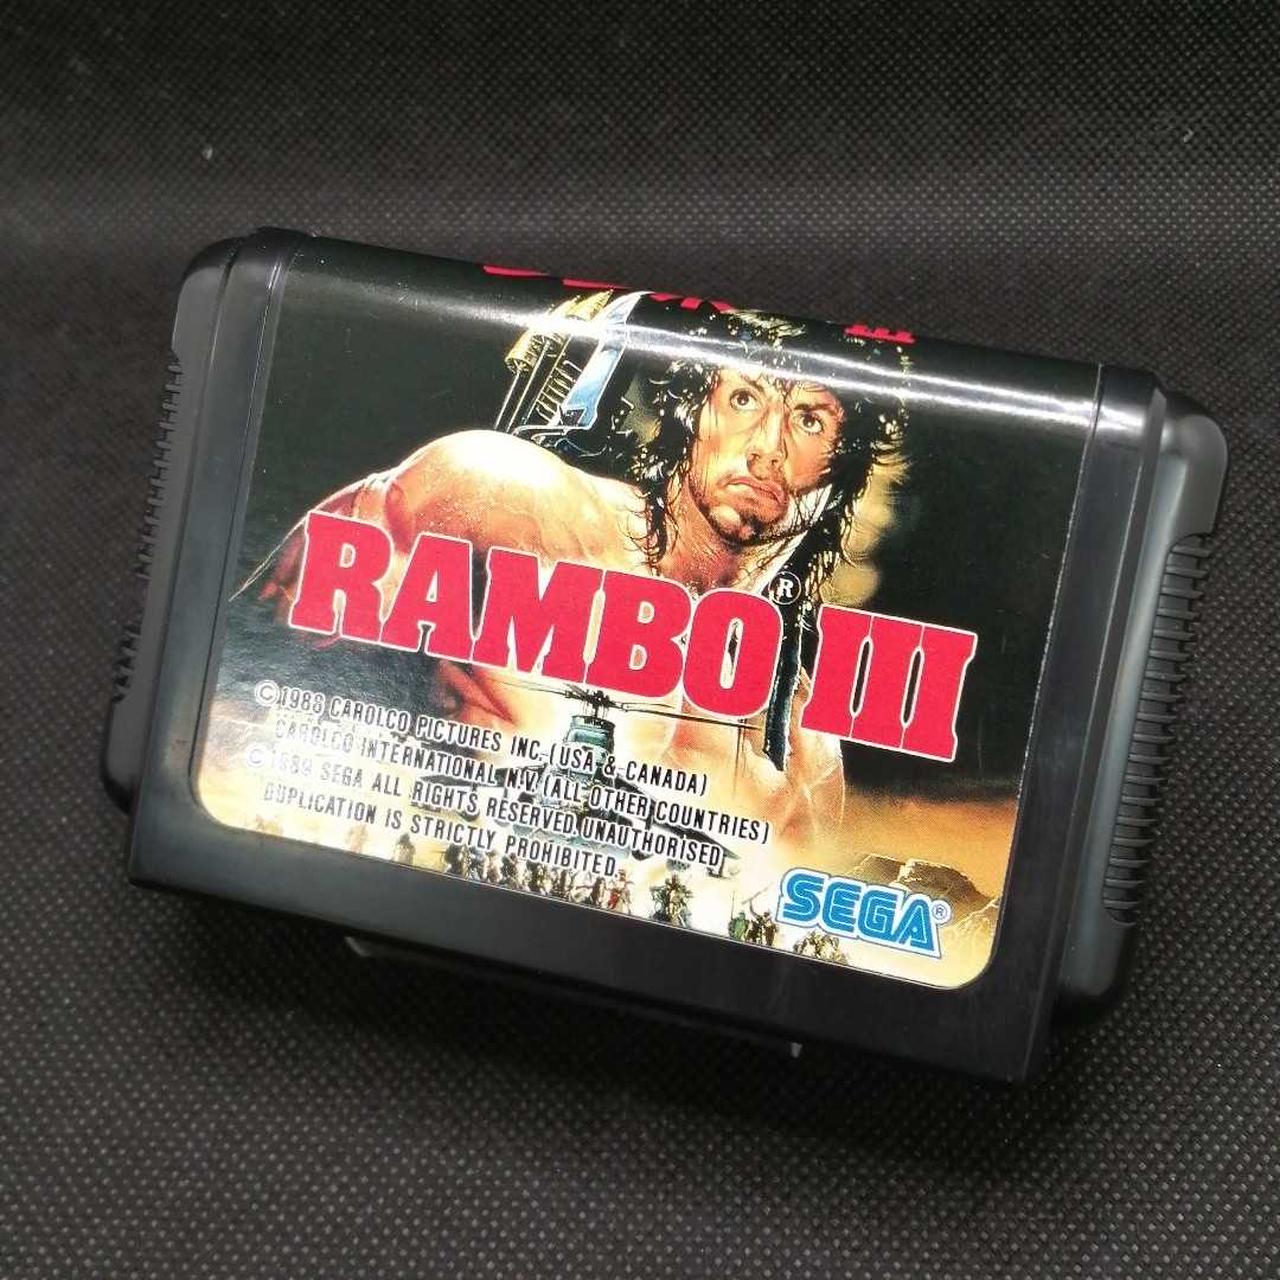 RAMBO® III
©1988 CAROLCO PICTURES INC. (USA & CANADA)
CAROLCO INTERNATIONAL N.V. (ALL OTHER COUNTRIES)
©1989 SEGA ALL RIGHTS RESERVED. UNAUTHORISED
DUPLICATION IS STRICTLY PROHIBITED.
SEGA®